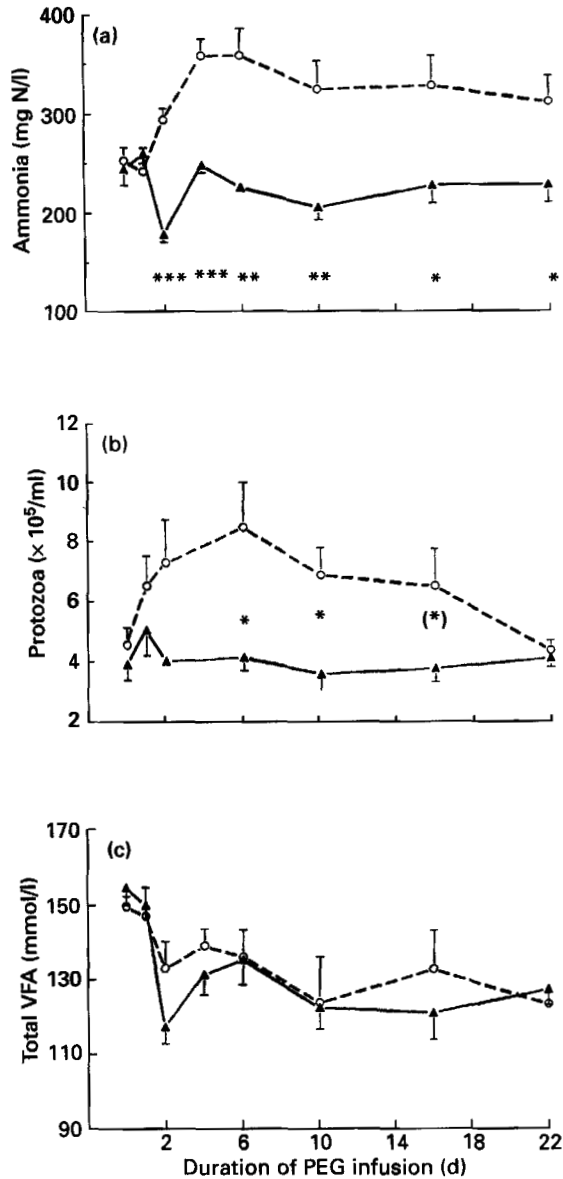 (a)
Ammonia (mg N/l)
400
300
200
100
*** *** ** ** * *
(b)
Protozoa (× 10⁵/ml)
12
10
8
6
4
2
* * (*)
(c)
Total VFA (mmol/l)
170
150
130
110
90
2 6 10 14 18 22
Duration of PEG infusion (d)